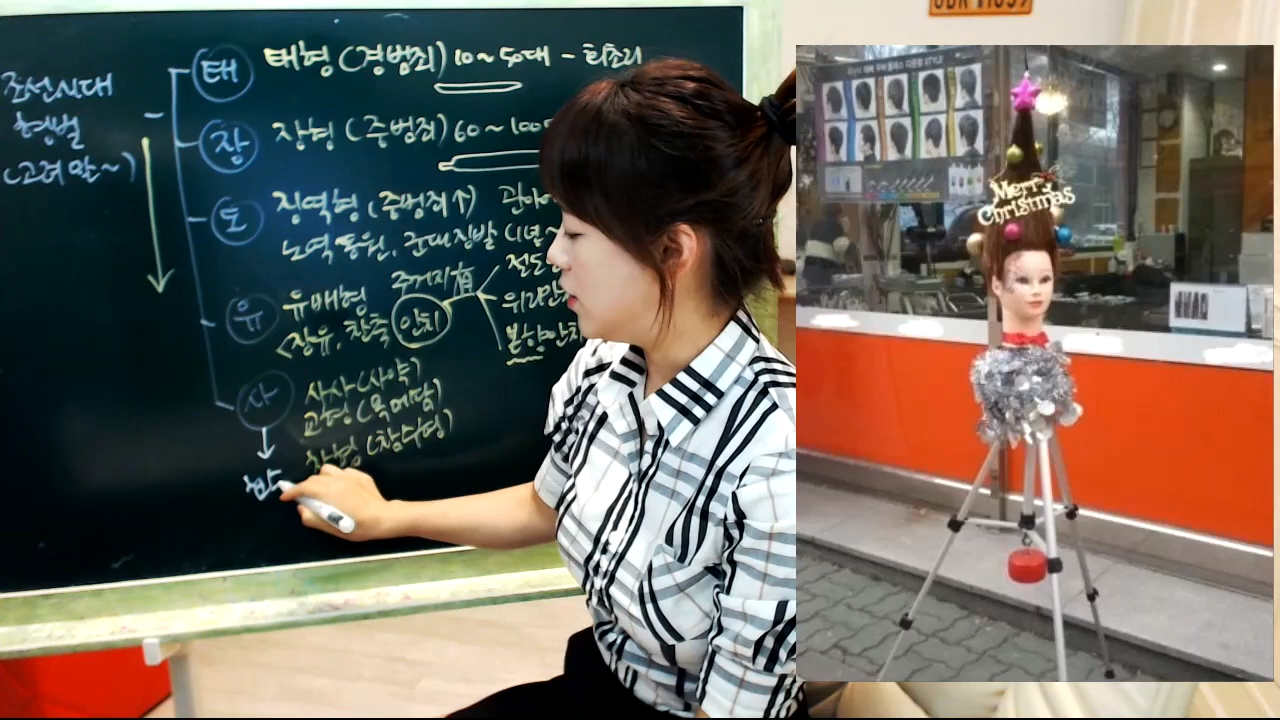 조선시대
형벌
(고려말~)
태
태형(경범죄) 10~50대 - 회초리
장
장형(중범죄) 60~100
도
징역형(중범죄↑) 관아
노역동원, 군대징발 (1년~
유
유배형
주거지有
(장유, 참축 안치
절도
위리안
본향안치
사
사사(사약)
교형(목메닮)
참형(참수형)
Merry
Christmas